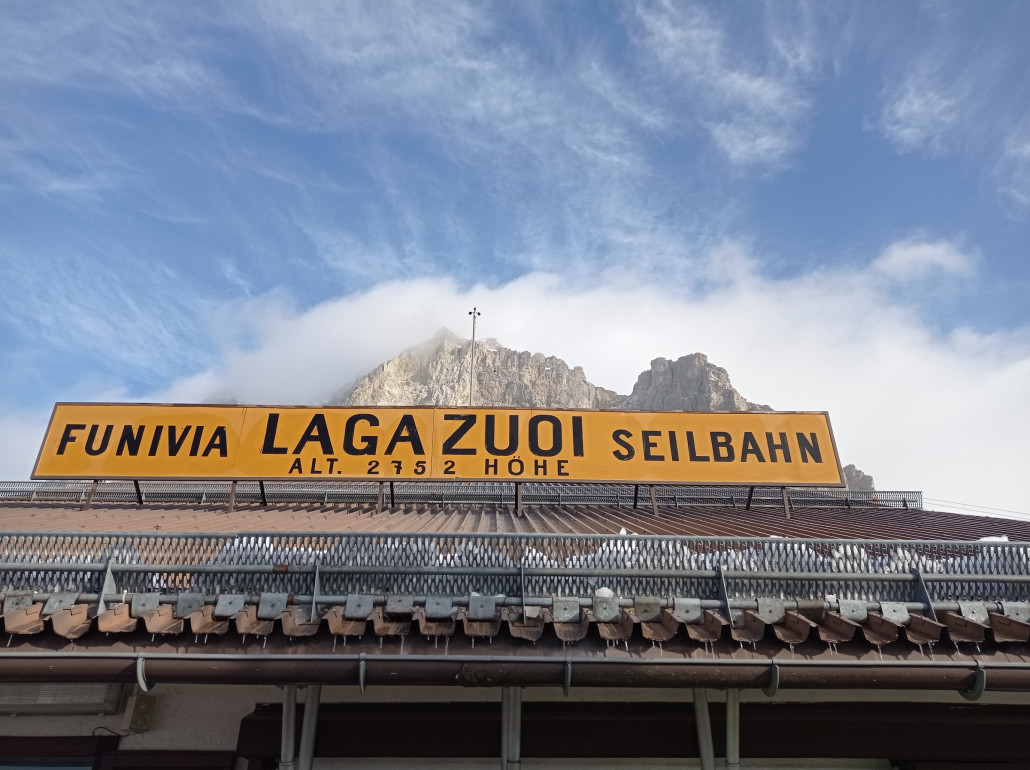 FUNIVIA LAGAZUOI SEILBAHN
ALT. 2752 HÖHE